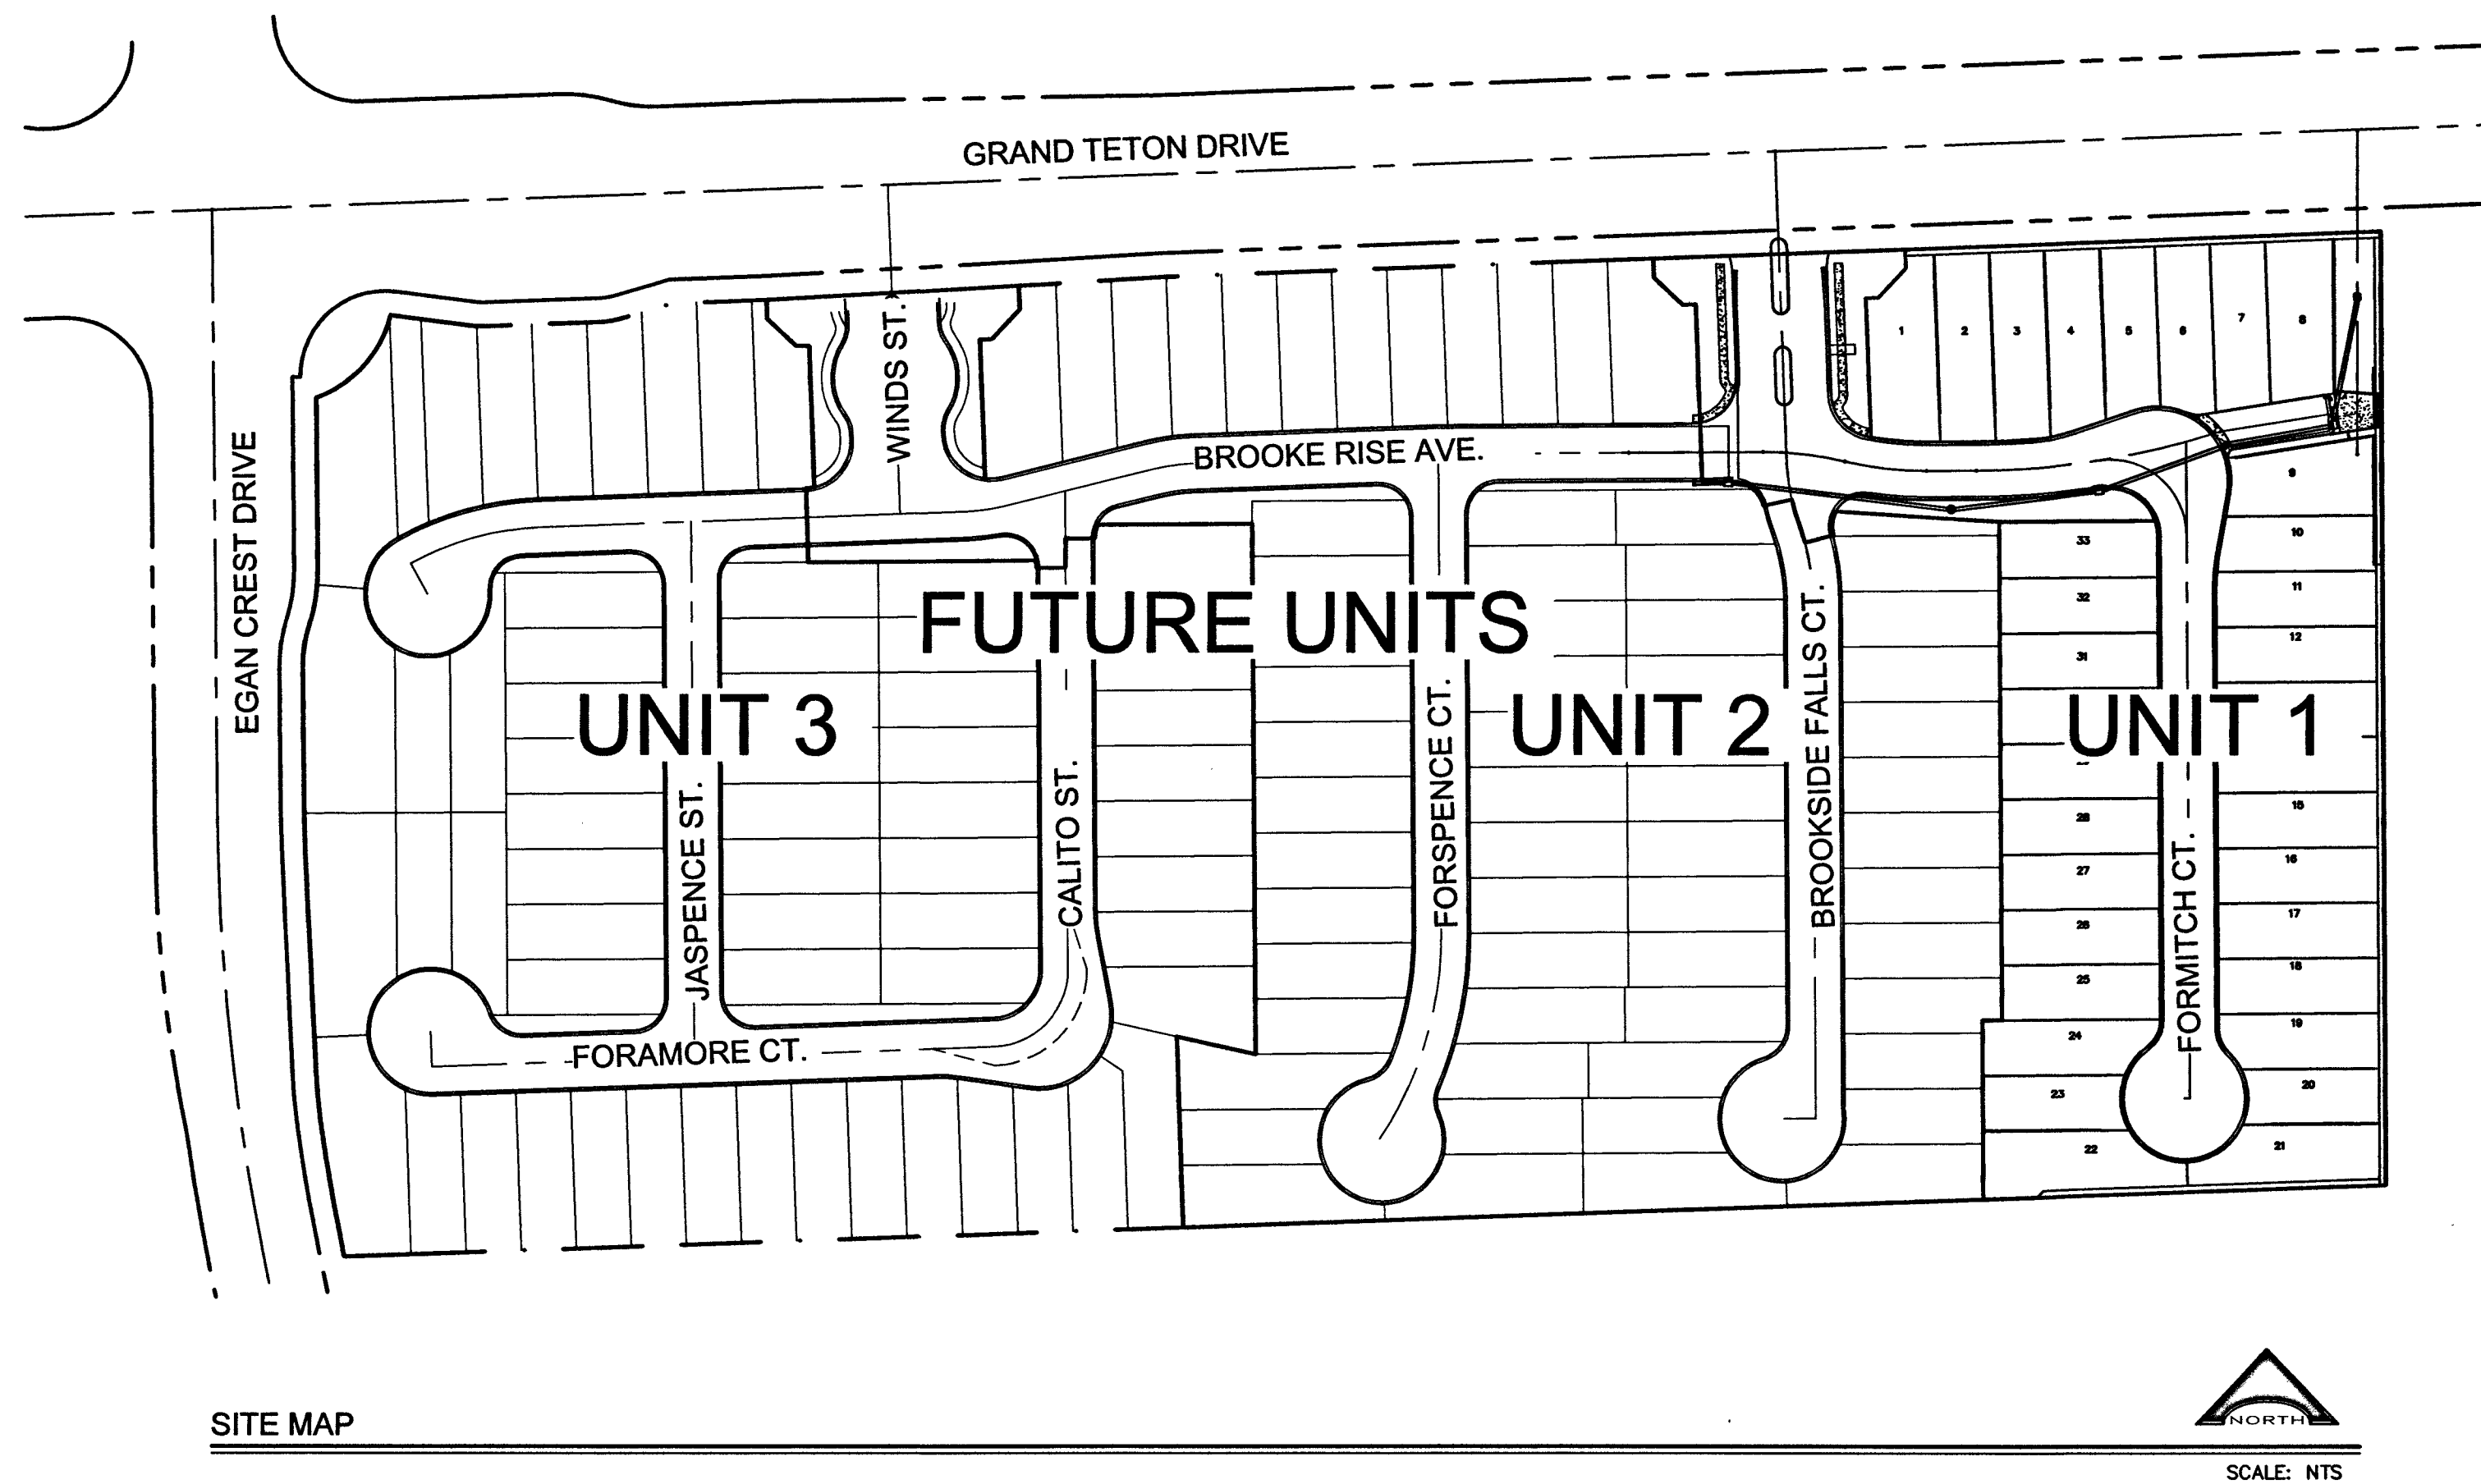 GRAND TETON DRIVE
EGAN CREST DRIVE
WINDS ST.
BROOKE RISE AVE.
1
2
3
4
5
6
7
8
9
10
11
12
33
32
31
FUTURE UNITS
UNIT 3
UNIT 2
UNIT 1
JASPENCE ST.
CALITO ST.
FORSPENCE CT.
BROOKSIDE FALLS CT.
FORMITCH CT.
28
27
26
25
24
23
22
15
16
17
18
19
20
21
FORAMORE CT.
SITE MAP
NORTH
SCALE: NTS